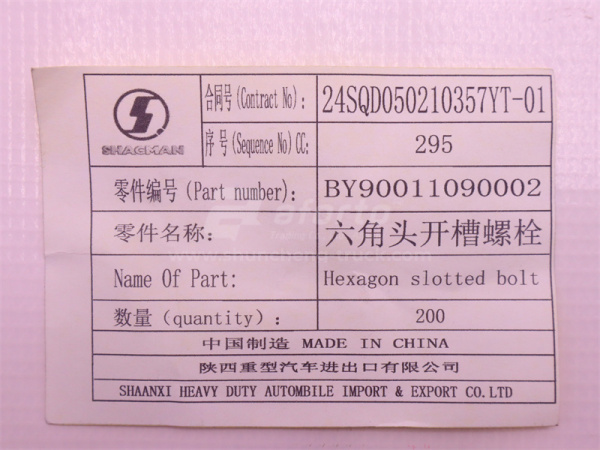 SHACMAN
合同号(Contract No): 24SQD050210357YT-01
序号(Sequence No)CC: 295
零件编号(Part number): BY90011090002
零件名称: 六角头开槽螺栓
Name Of Part: Hexagon slotted bolt
数量(quantity): 200
中国制造 MADE IN CHINA
陕西重型汽车进出口有限公司
SHAANXI HEAVY DUTY AUTOMBILE IMPORT & EXPORT CO.LTD